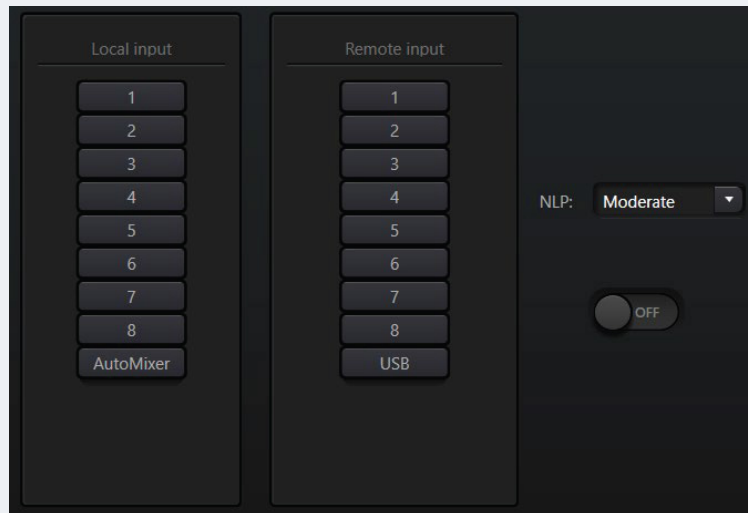 Local input
1
2
3
4
5
6
7
8
AutoMixer
Remote input
1
2
3
4
5
6
7
8
USB
NLP: Moderate
OFF